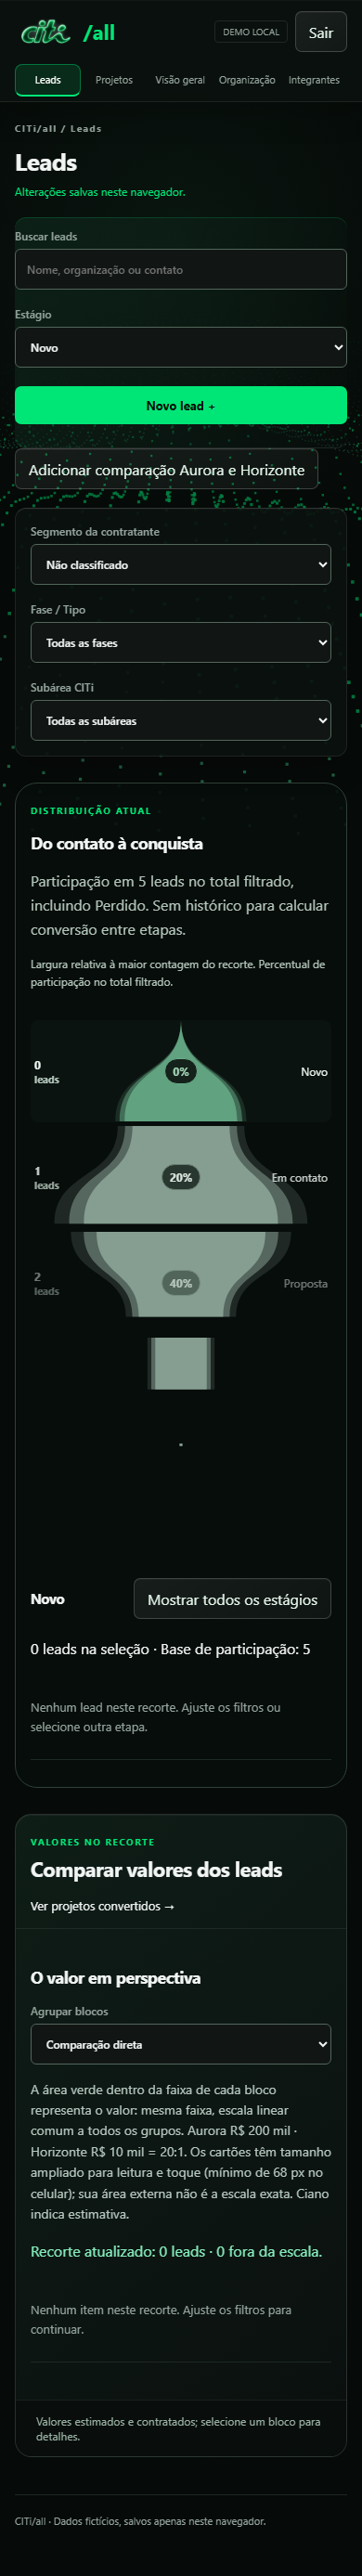 citi /all
DEMO LOCAL
Sair
Leads
Projetos
Visão geral
Organização
Integrantes
CITi/all / Leads
Leads
Alterações salvas neste navegador.
Buscar leads
Nome, organização ou contato
Estágio
Novo
Novo lead +
Adicionar comparação Aurora e Horizonte
Segmento da contratante
Não classificado
Fase / Tipo
Todas as fases
Subárea CITi
Todas as subáreas
DISTRIBUIÇÃO ATUAL
Do contato à conquista
Participação em 5 leads no total filtrado,
incluindo Perdido. Sem histórico para calcular
conversão entre etapas.
Largura relativa à maior contagem do recorte. Percentual de
participação no total filtrado.
0
leads
0%
Novo
1
leads
20%
Em contato
2
leads
40%
Proposta
Novo
Mostrar todos os estágios
0 leads na seleção · Base de participação: 5
Nenhum lead neste recorte. Ajuste os filtros ou
selecione outra etapa.
VALORES NO RECORTE
Comparar valores dos leads
Ver projetos convertidos →
O valor em perspectiva
Agrupar blocos
Comparação direta
A área verde dentro da faixa de cada bloco
representa o valor: mesma faixa, escala linear
comum a todos os grupos. Aurora R$ 200 mil ·
Horizonte R$ 10 mil = 20:1. Os cartões têm tamanho
ampliado para leitura e toque (mínimo de 68 px no
celular); sua área externa não é a escala exata. Ciano
indica estimativa.
Recorte atualizado: 0 leads · 0 fora da escala.
Nenhum item neste recorte. Ajuste os filtros para
continuar.
Valores estimados e contratados; selecione um bloco para
detalhes.
CITi/all · Dados fictícios, salvos apenas neste navegador.